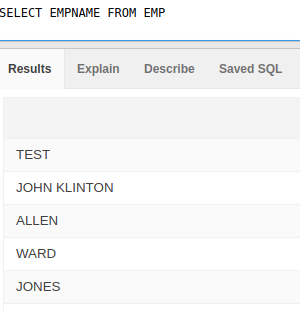 SELECT EMPNAME FROM EMP
Results Explain Describe Saved SQL
TEST
JOHN KLINTON
ALLEN
WARD
JONES